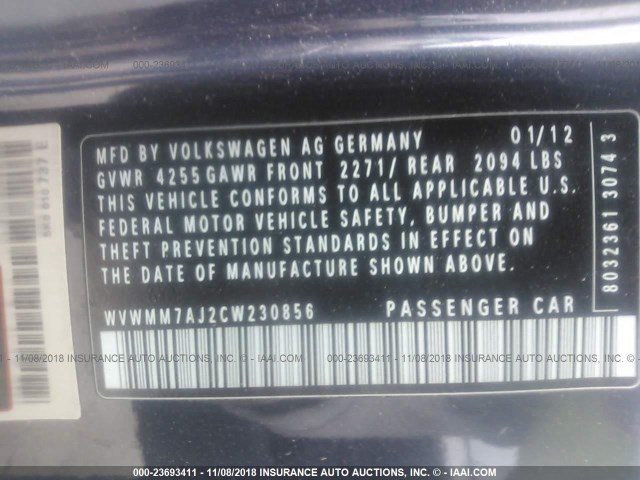 MFD BY VOLKSWAGEN AG GERMANY 01/12
GVWR 4255 GAWR FRONT 2271/ REAR 2094 LBS
THIS VEHICLE CONFORMS TO ALL APPLICABLE U.S.
FEDERAL MOTOR VEHICLE SAFETY, BUMPER AND
THEFT PREVENTION STANDARDS IN EFFECT ON
THE DATE OF MANUFACTURE SHOWN ABOVE.
WVWMM7AJ2CW230856 PASSENGER CAR
8032361 3074 3
000-23693411 - 11/08/2018 INSURANCE AUTO AUCTIONS, INC. - © IAAI.COM